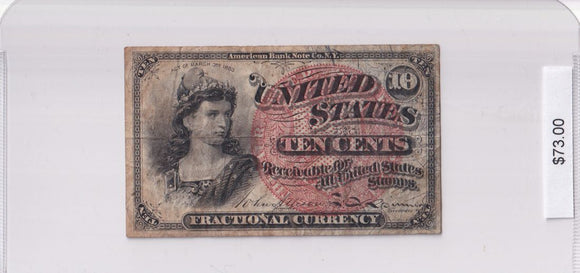 American Bank Note Co. N.Y.
ACT OF MARCH 3RD 1863
UNITED
10
STATES
TEN CENTS
Receivable for
All United States
Stamps.
FRACTIONAL CURRENCY
$73.00